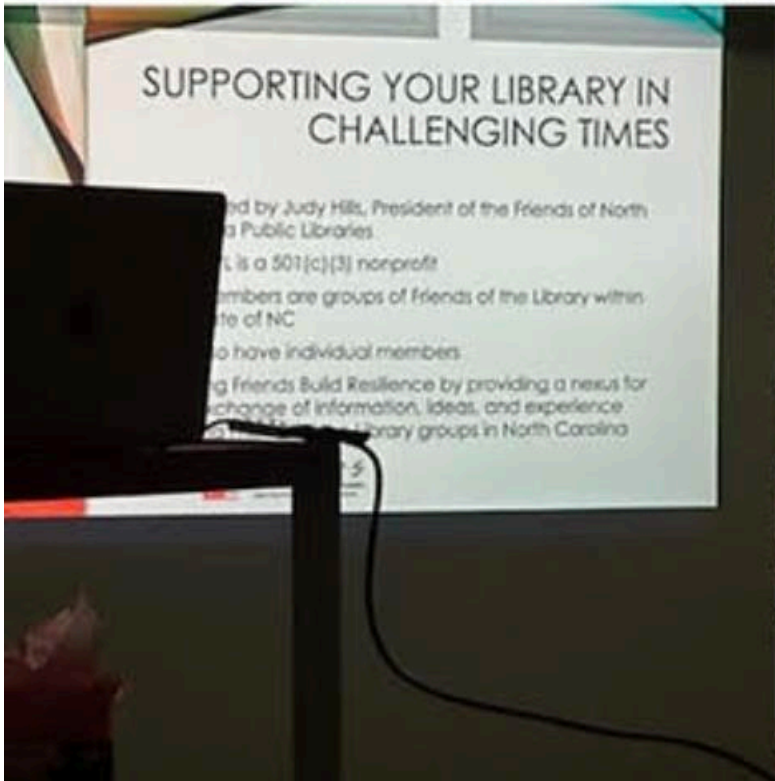 SUPPORTING YOUR LIBRARY IN
CHALLENGING TIMES
ed by Judy Hills, President of the Friends of North
a Public Libraries
L is a 501(c)(3) nonprofit
mbers are groups of Friends of the Library within
te of NC
o have individual members
g Friends Build Resilience by providing a nexus for
xchange of information, ideas, and experience
Library groups in North Carolina